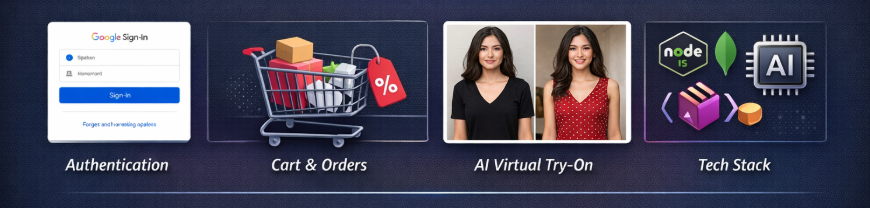 Google Sign-In
Sign-in
Authentication
%
Cart & Orders
AI Virtual Try-On
node
JS
AI
Tech Stack